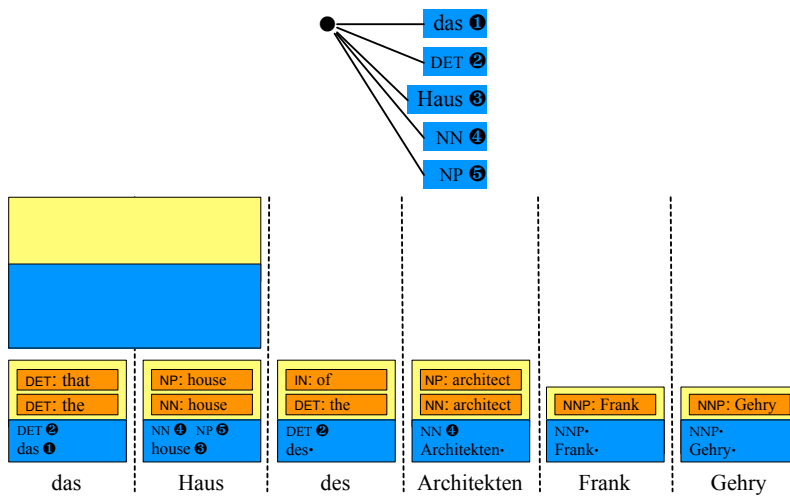 das ❶
DET ❷
Haus ❸
NN ❹
NP ❺
DET: that
DET: the
DET ❷
das ❶
NP: house
NN: house
NN ❹ NP ❺
house ❸
IN: of
DET: the
DET ❷
des•
NP: architect
NN: architect
NN ❹
Architekten•
NNP: Frank
NNP•
Frank•
NNP: Gehry
NNP•
Gehry•
das Haus des Architekten Frank Gehry